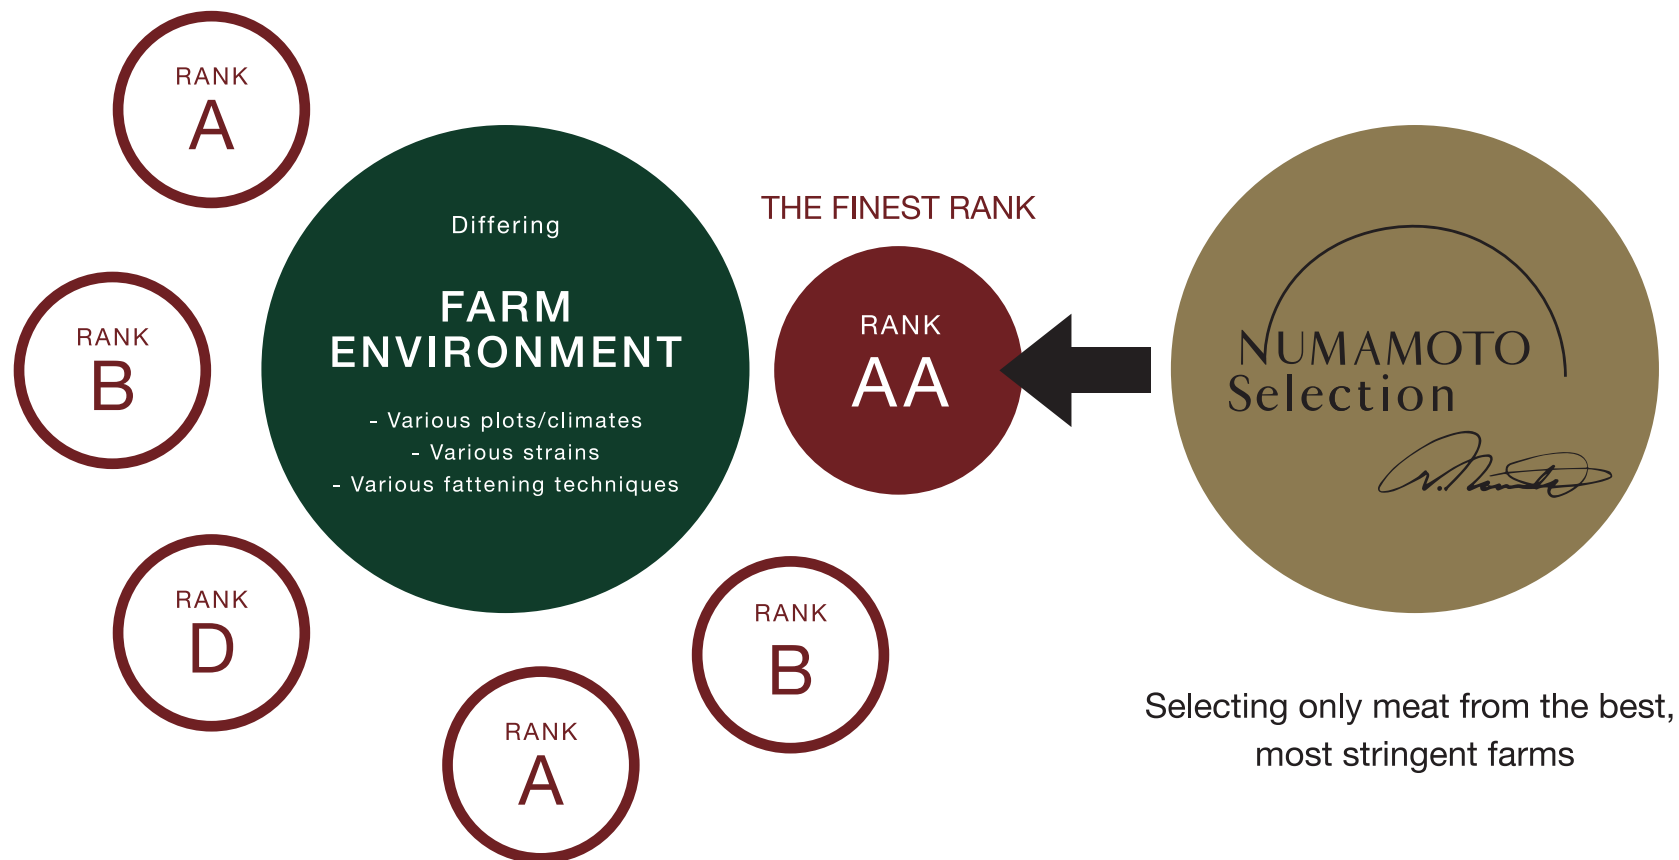 RANK
A
RANK
B
RANK
D
RANK
A
RANK
B
Differing
FARM
ENVIRONMENT
- Various plots/climates
- Various strains
- Various fattening techniques
THE FINEST RANK
RANK
AA
NUMAMOTO
Selection
Selecting only meat from the best,
most stringent farms